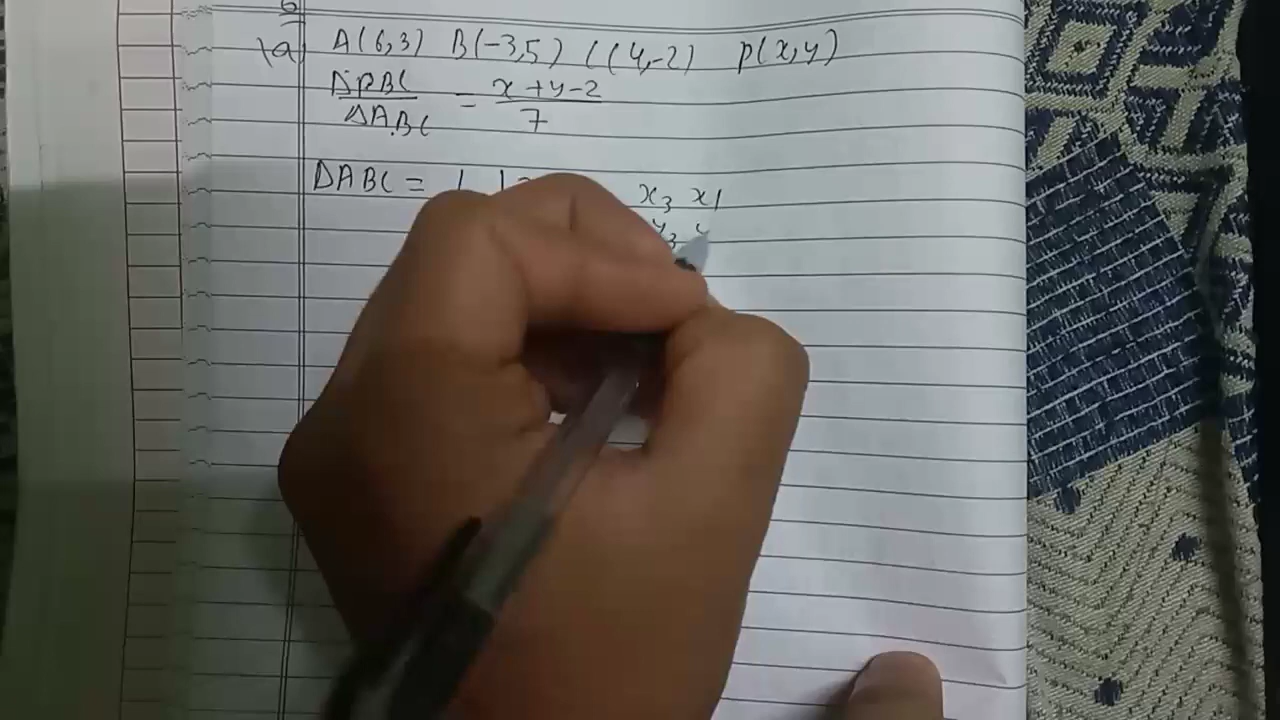 6
(a) A(6,3) B(-3,5) C(4,-2) P(x,y)
ΔPBC/ΔABC = x+y-2/7
ΔABC = 1 x3 x1
y3